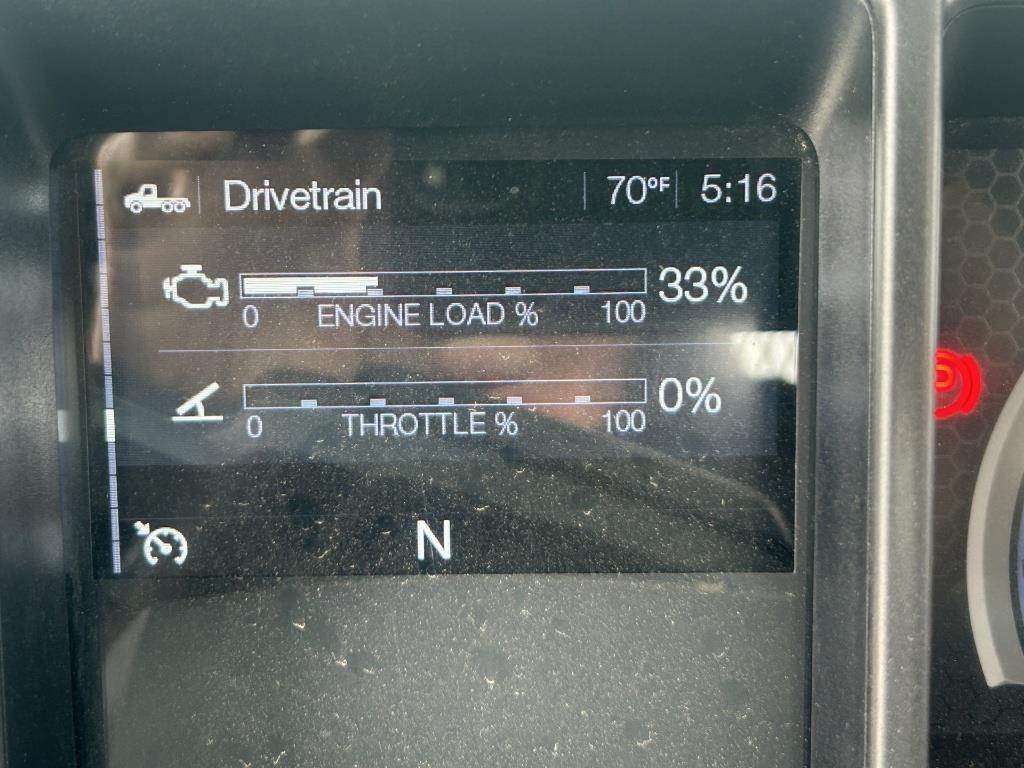 Drivetrain 70°F 5:16
33%
0 ENGINE LOAD % 100
0%
0 THROTTLE % 100
N
P